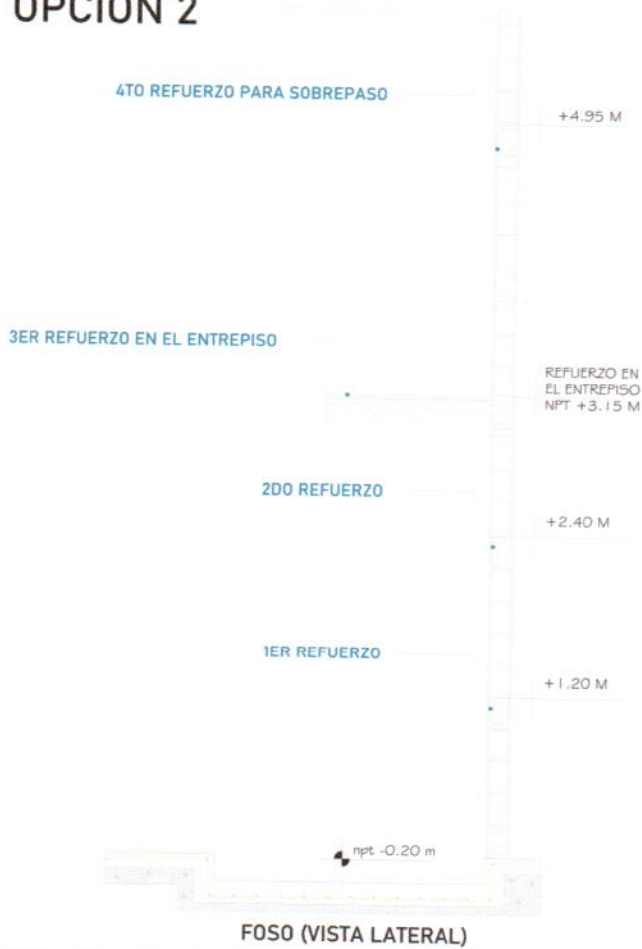 OPCIÓN 2
4TO REFUERZO PARA SOBREPASO
+4.95 M
3ER REFUERZO EN EL ENTREPISO
REFUERZO EN
EL ENTREPISO
NPT +3.15 M
2DO REFUERZO
+2.40 M
1ER REFUERZO
+1.20 M
npt -0.20 m
FOSO (VISTA LATERAL)